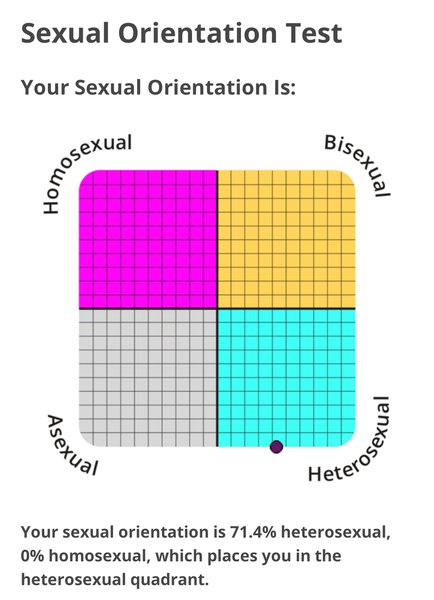 Sexual Orientation Test
Your Sexual Orientation Is:
Homosexual
Bisexual
Asexual
Heterosexual
Your sexual orientation is 71.4% heterosexual,
0% homosexual, which places you in the
heterosexual quadrant.